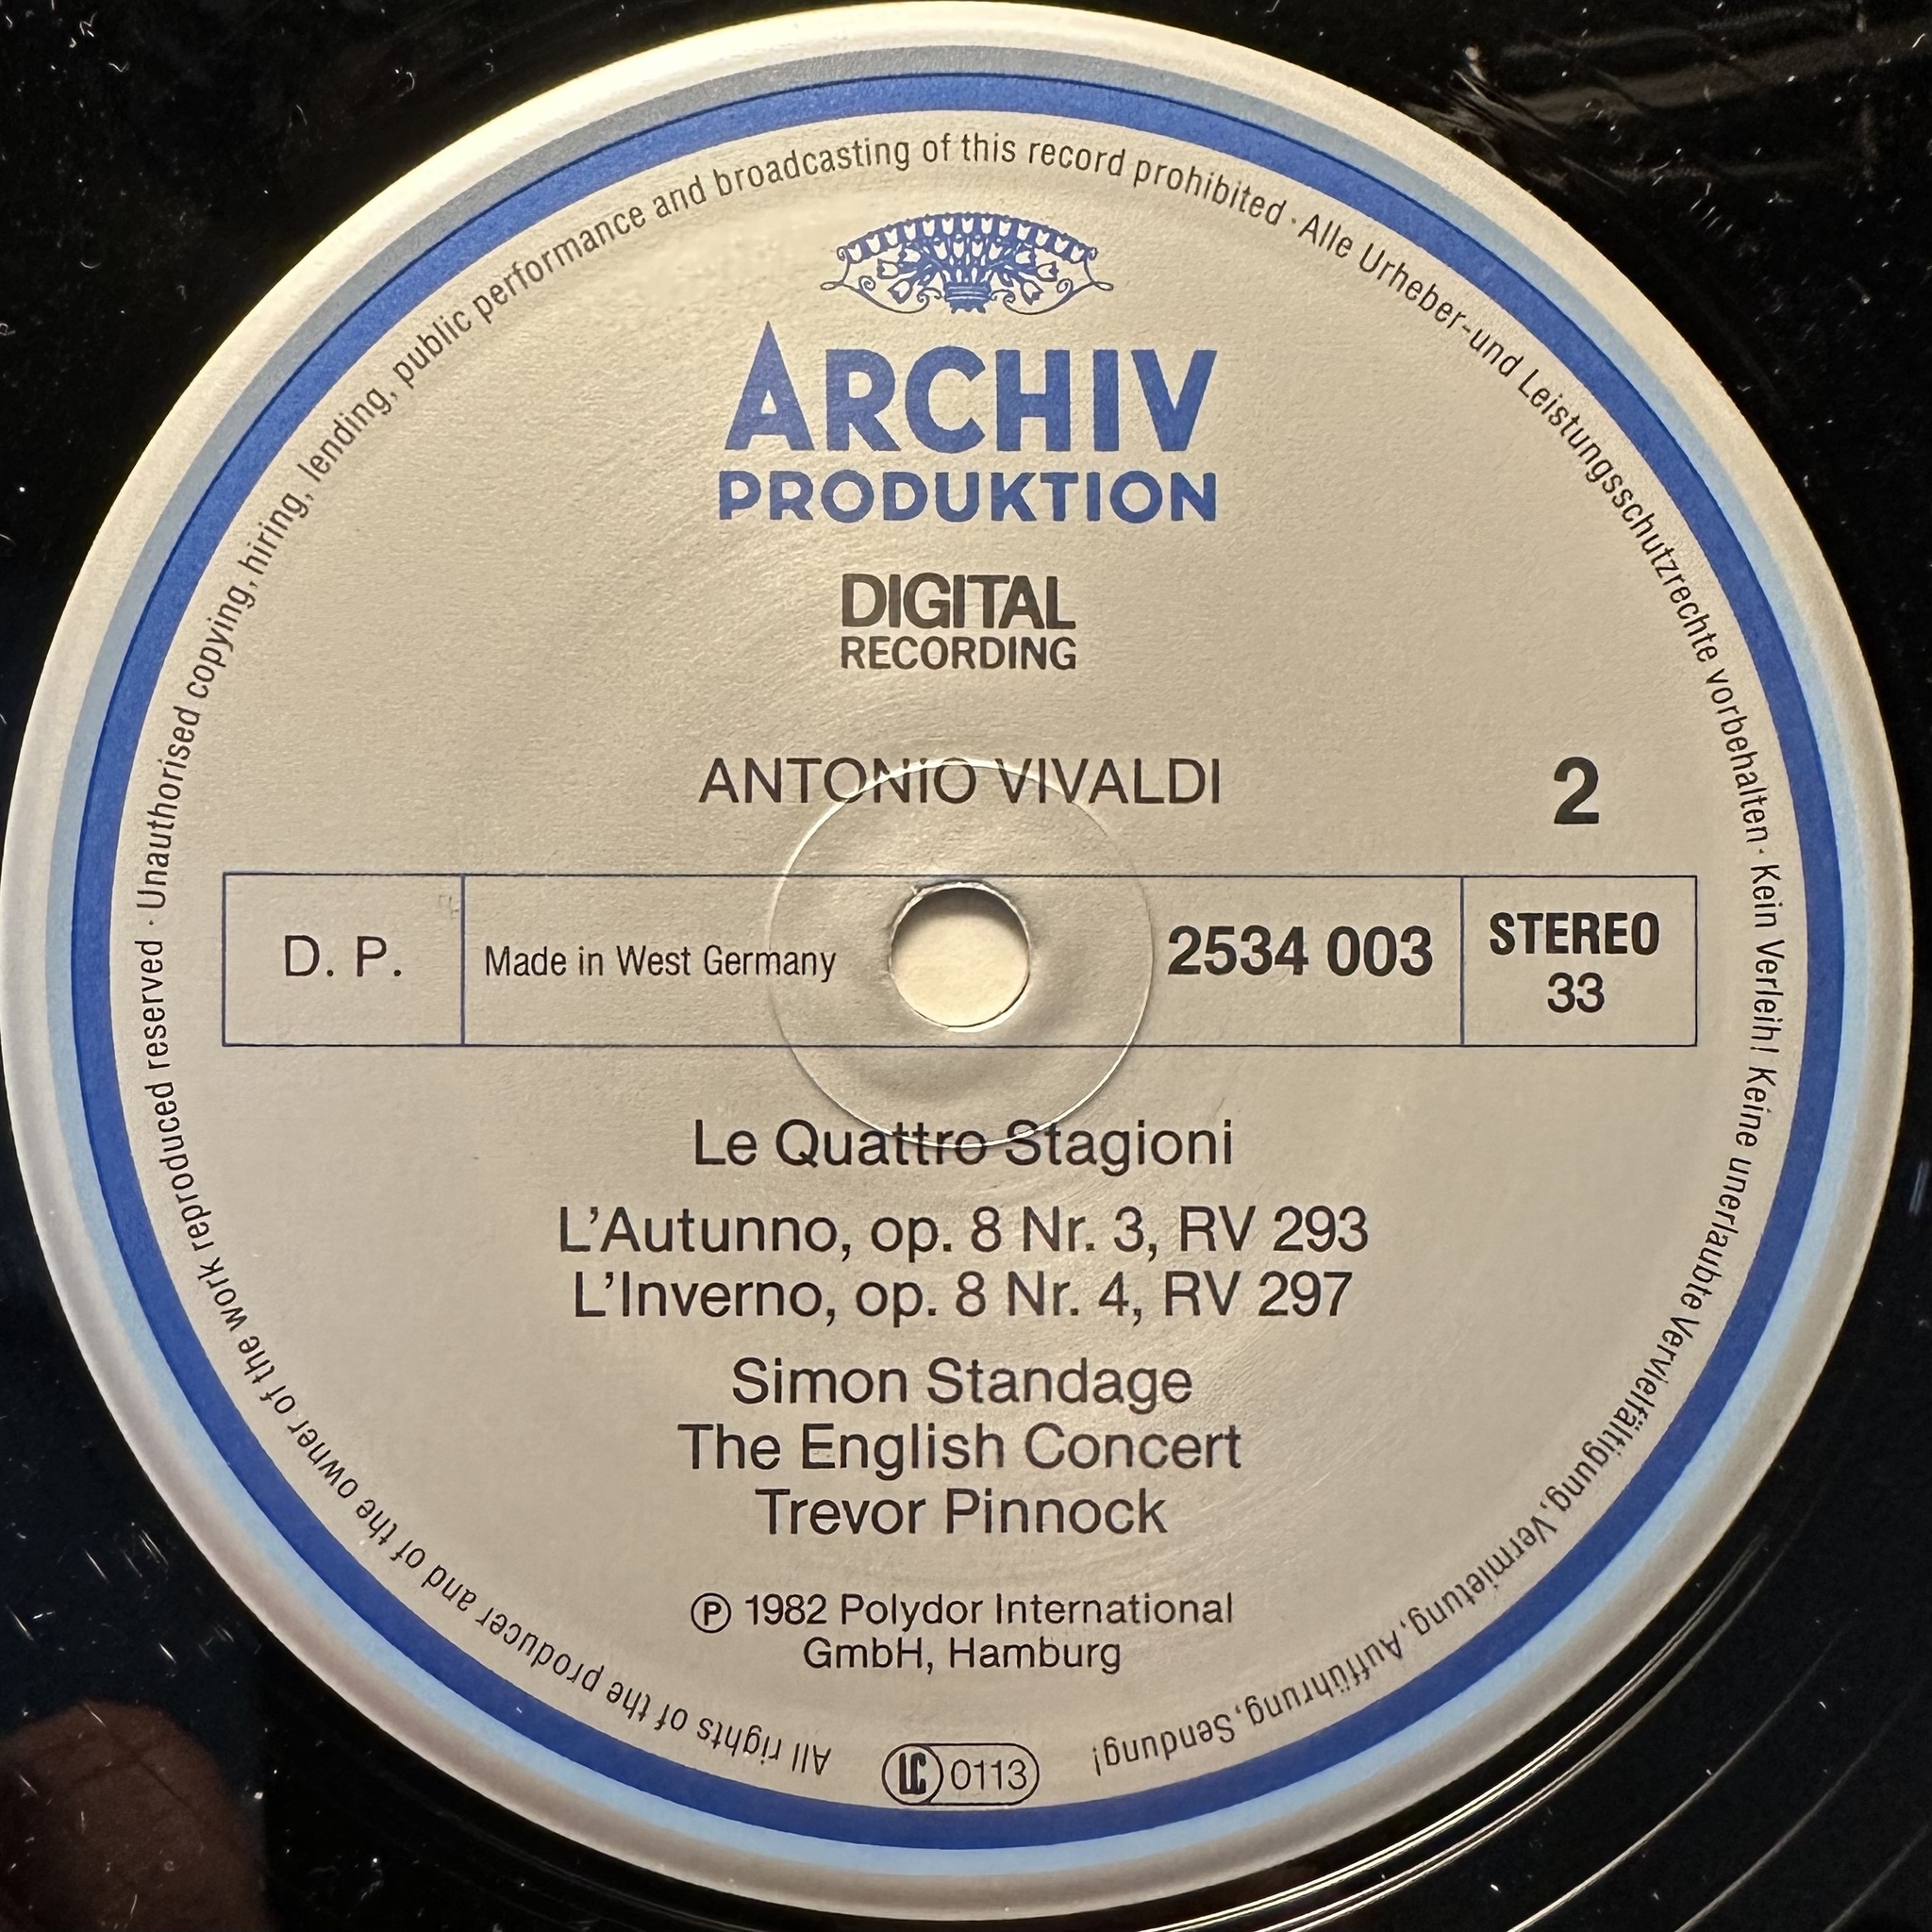 All rights of the producer and of the owner of the work reproduced reserved · Unauthorised copying, hiring, lending, public performance and broadcasting of this record prohibited · Alle Urheber-und Leistungsschutzrechte vorbehalten · Kein Verleih! Keine unerlaubte Vervielfältigung, Vermietung, Aufführung, Sendung!
ARCHIV
PRODUKTION
DIGITAL
RECORDING
ANTONIO VIVALDI
2
D. P.
Made in West Germany
2534 003
STEREO
33
Le Quattro Stagioni
L’Autunno, op. 8 Nr. 3, RV 293
L’Inverno, op. 8 Nr. 4, RV 297
Simon Standage
The English Concert
Trevor Pinnock
℗ 1982 Polydor International
GmbH, Hamburg
LC 0113